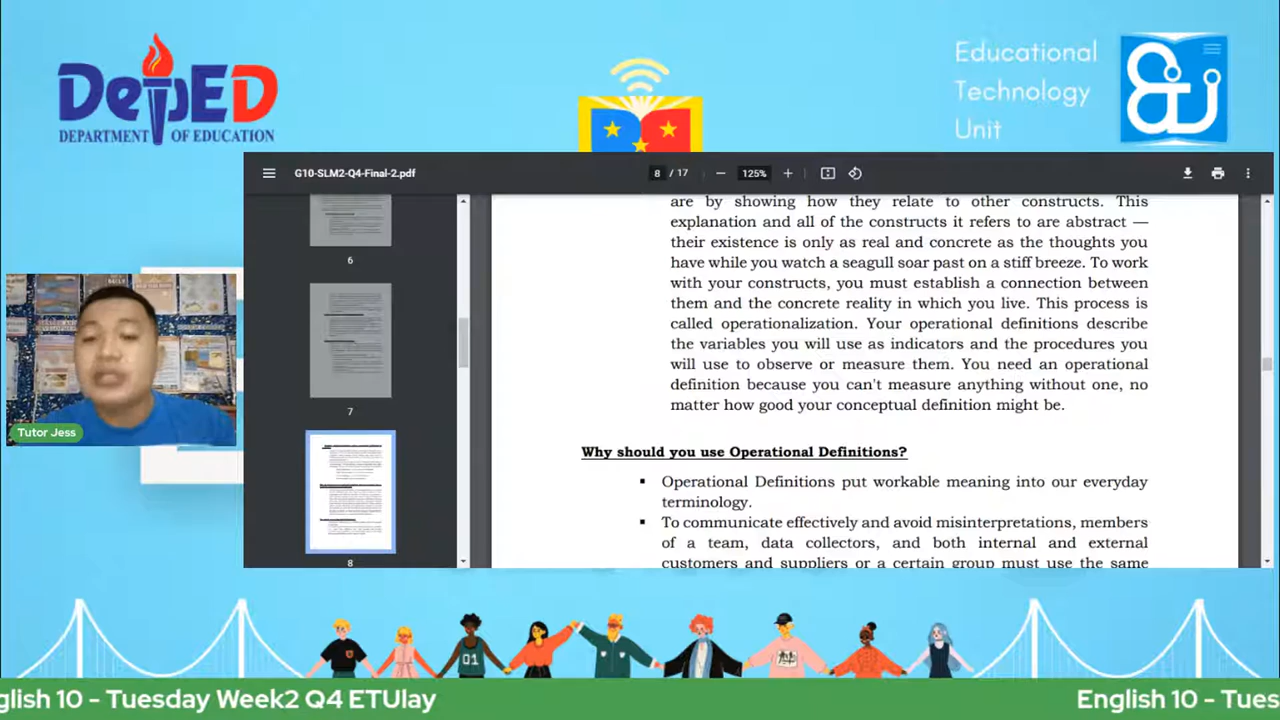 DepED
DEPARTMENT OF EDUCATION
Educational
Technology
Unit
G10-SLM2-Q4-Final-2.pdf
8 / 17
125%
6
7
8
are by showing how they relate to other constructs. This
explanation and all of the constructs it refers to are abstract —
their existence is only as real and concrete as the thoughts you
have while you watch a seagull soar past on a stiff breeze. To work
with your constructs, you must establish a connection between
them and the concrete reality in which you live. This process is
called operationalization. Your operational definitions describe
the variables you will use as indicators and the procedures you
will use to observe or measure them. You need an operational
definition because you can't measure anything without one, no
matter how good your conceptual definition might be.
Why should you use Operational Definitions?
▪ Operational Definitions put workable meaning into our everyday
terminology.
▪ To communicate effectively and avoid misinterpretations, members
of a team, data collectors, and both internal and external
customers and suppliers or a certain group must use the same
Tutor Jess
01
glish 10 - Tuesday Week2 Q4 ETUlay
English 10 - Tues